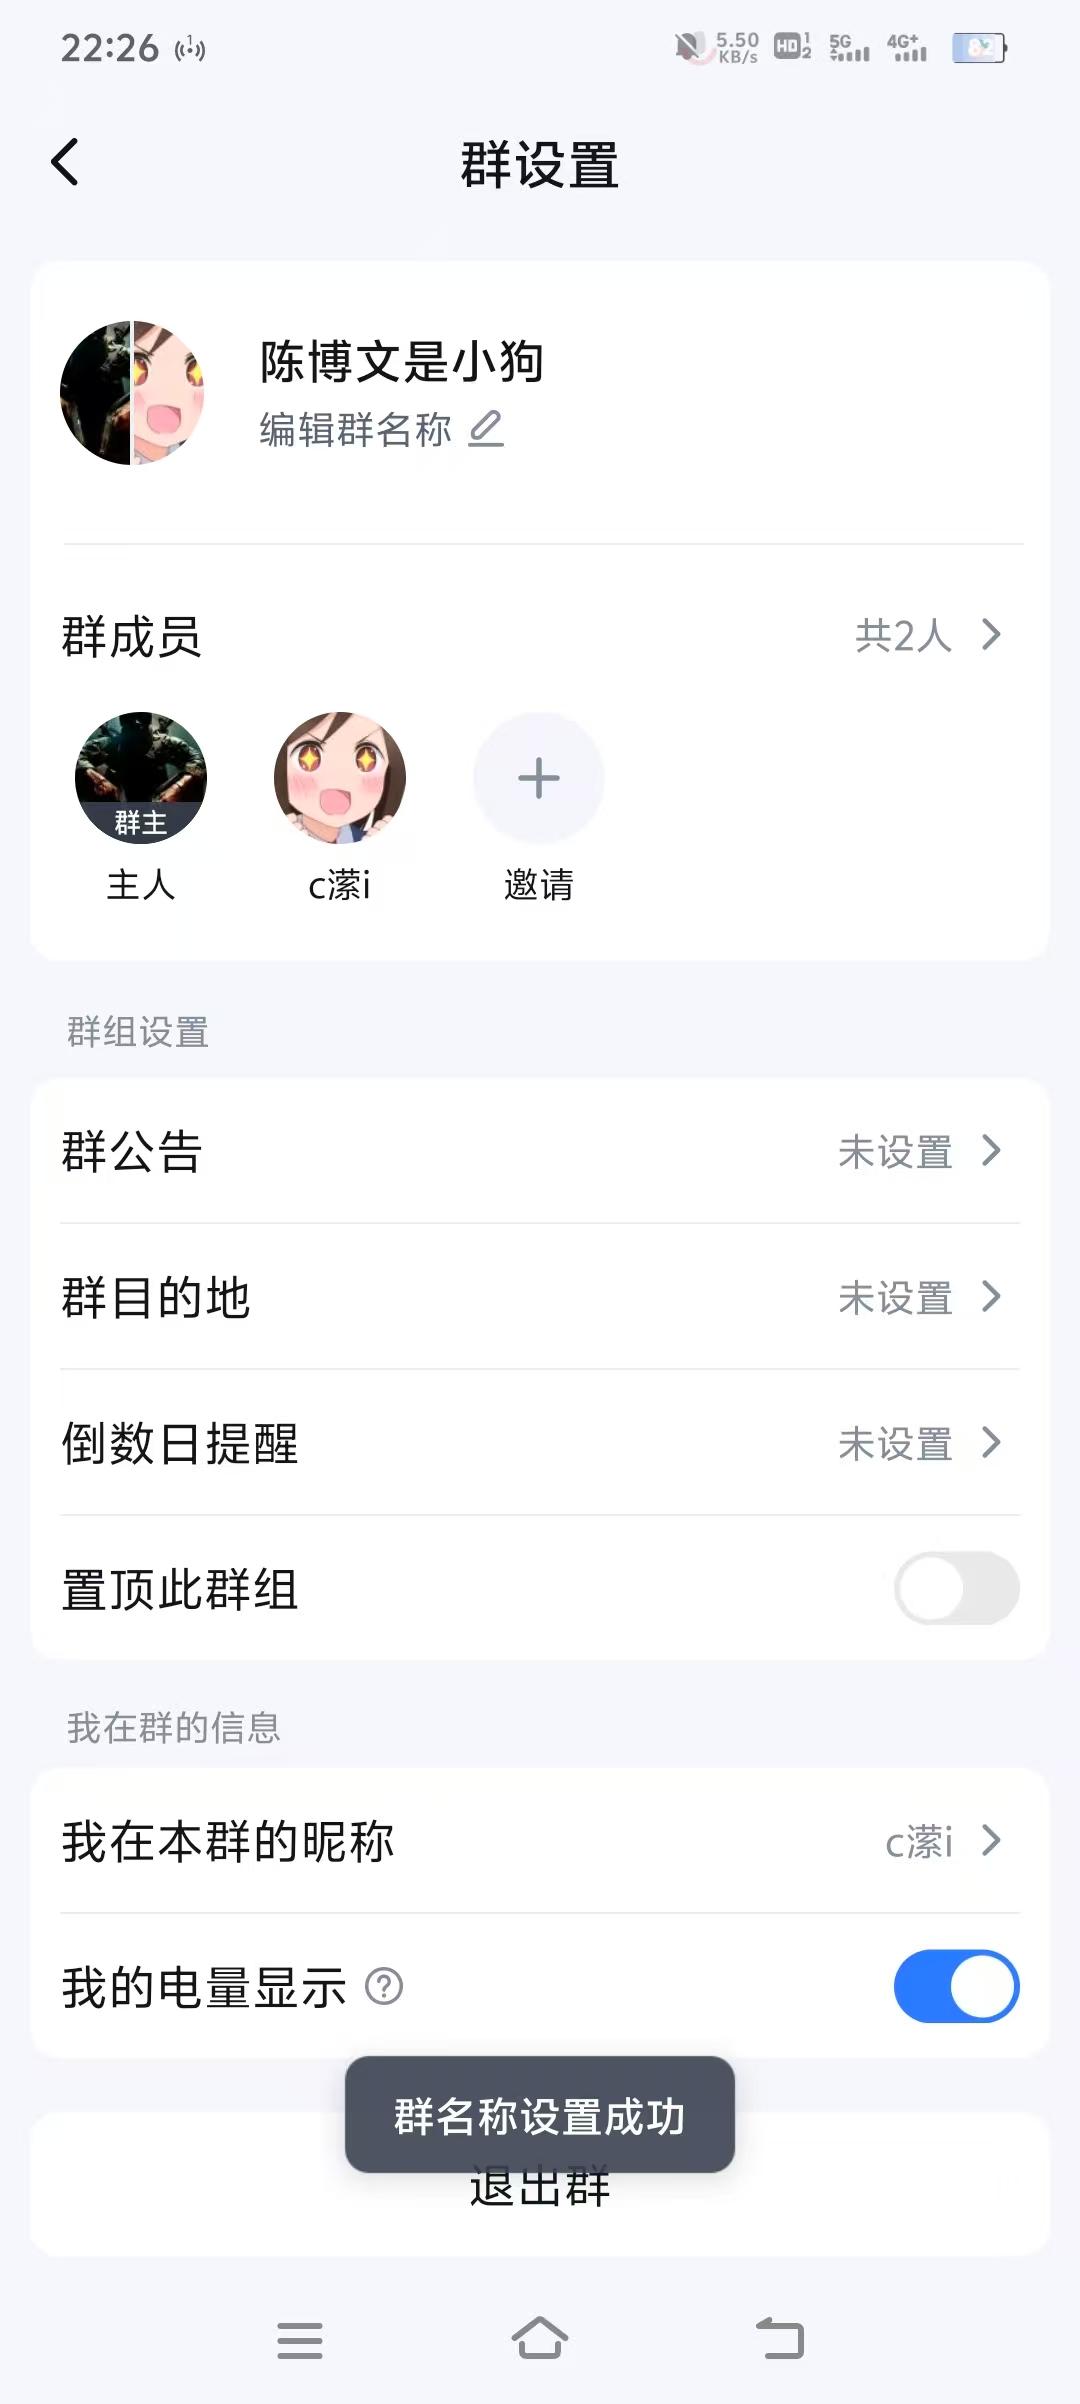 22:26
5.50 KB/s HD 1 2 5G 4G+ 82
群设置
陈博文是小狗
编辑群名称
群成员 共2人
群主
主人 c潆i 邀请
群组设置
群公告 未设置
群目的地 未设置
倒数日提醒 未设置
置顶此群组
我在群的信息
我在本群的昵称 c潆i
我的电量显示 ?
群名称设置成功
退出群